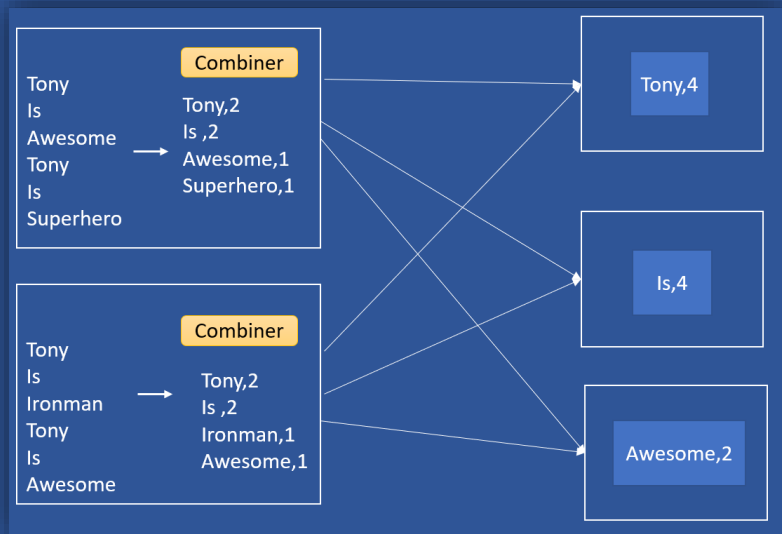 Tony
Is
Awesome
Tony
Is
Superhero
Combiner
Tony,2
Is ,2
Awesome,1
Superhero,1
Tony
Is
Ironman
Tony
Is
Awesome
Combiner
Tony,2
Is ,2
Ironman,1
Awesome,1
Tony,4
Is,4
Awesome,2